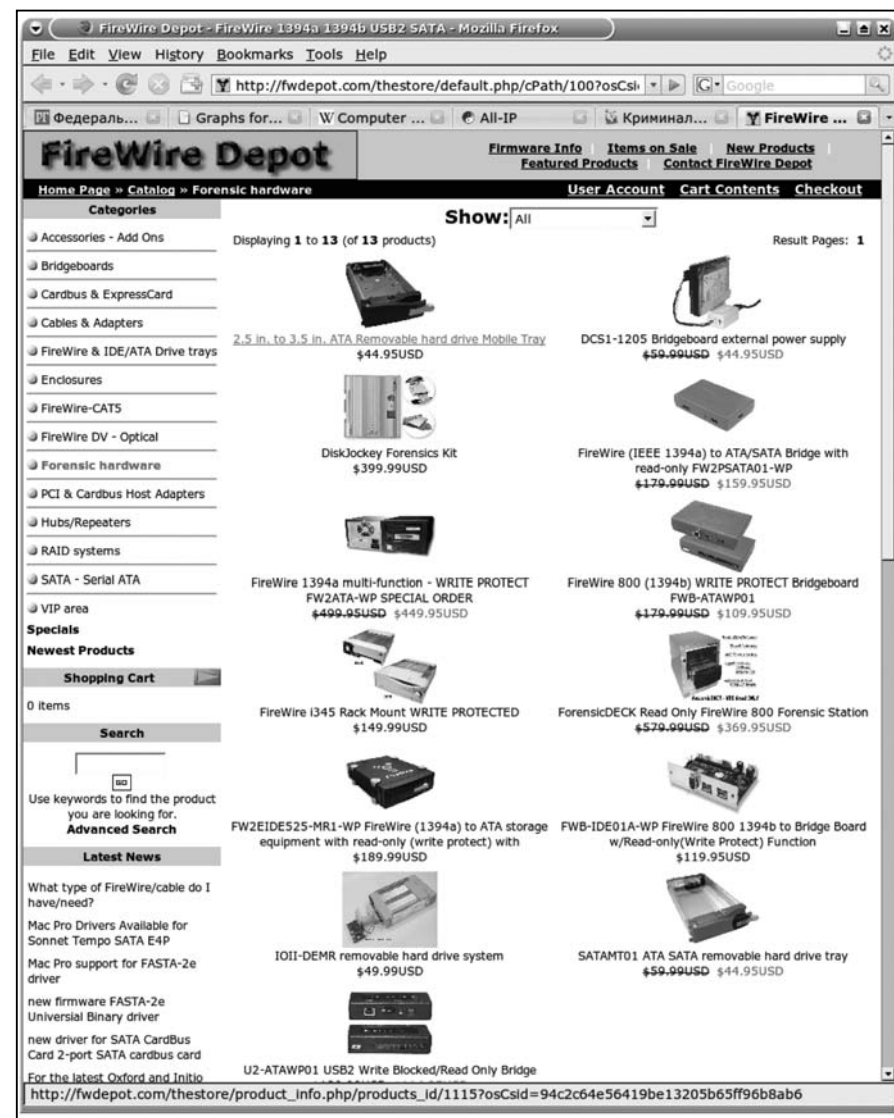 FireWire Depot - FireWire 1394a 1394b USB2 SATA - Mozilla Firefox
File Edit View History Bookmarks Tools Help
http://fwdepot.com/thestore/default.php/cPath/100?osCsi
G Google
Федераль... Graphs for... W Computer ... All-IP Криминал... FireWire ...
FireWire Depot
Firmware Info Items on Sale New Products
Featured Products Contact FireWire Depot
Home Page » Catalog » Forensic hardware
User Account Cart Contents Checkout
Categories
Accessories - Add Ons
Bridgeboards
Cardbus & ExpressCard
Cables & Adapters
FireWire & IDE/ATA Drive trays
Enclosures
FireWire-CAT5
FireWire DV - Optical
Forensic hardware
PCI & Cardbus Host Adapters
Hubs/Repeaters
RAID systems
SATA - Serial ATA
VIP area
Specials
Newest Products
Shopping Cart
0 items
Search
GO
Use keywords to find the product
you are looking for.
Advanced Search
Latest News
What type of FireWire/cable do I
have/need?
Mac Pro Drivers Available for
Sonnet Tempo SATA E4P
Mac Pro support for FASTA-2e
driver
new firmware FASTA-2e
Universial Binary driver
new driver for SATA CardBus
Card 2-port SATA cardbus card
For the latest Oxford and Initio
Show: All
Displaying 1 to 13 (of 13 products)
Result Pages: 1
2.5 in. to 3.5 in. ATA Removable hard drive Mobile Tray
$44.95USD
DCS1-1205 Bridgeboard external power supply
$59.99USD $44.95USD
DiskJockey Forensics Kit
$399.99USD
FireWire (IEEE 1394a) to ATA/SATA Bridge with
read-only FW2PSATA01-WP
$179.99USD $159.95USD
FireWire 1394a multi-function - WRITE PROTECT
FW2ATA-WP SPECIAL ORDER
$499.95USD $449.95USD
FireWire 800 (1394b) WRITE PROTECT Bridgeboard
FWB-ATAWP01
$179.99USD $109.95USD
FireWire i345 Rack Mount WRITE PROTECTED
$149.99USD
ForensicDECK Read Only FireWire 800 Forensic Station
$579.99USD $369.95USD
FW2EIDE525-MR1-WP FireWire (1394a) to ATA storage
equipment with read-only (write protect) with
$189.99USD
FWB-IDE01A-WP FireWire 800 1394b to Bridge Board
w/Read-only(Write Protect) Function
$119.95USD
IOII-DEMR removable hard drive system
$49.99USD
SATAMT01 ATA SATA removable hard drive tray
$59.99USD $44.95USD
U2-ATAWP01 USB2 Write Blocked/Read Only Bridge
http://fwdepot.com/thestore/product_info.php/products_id/1115?osCsid=94c2c64e56419be13205b65ff96b8ab6